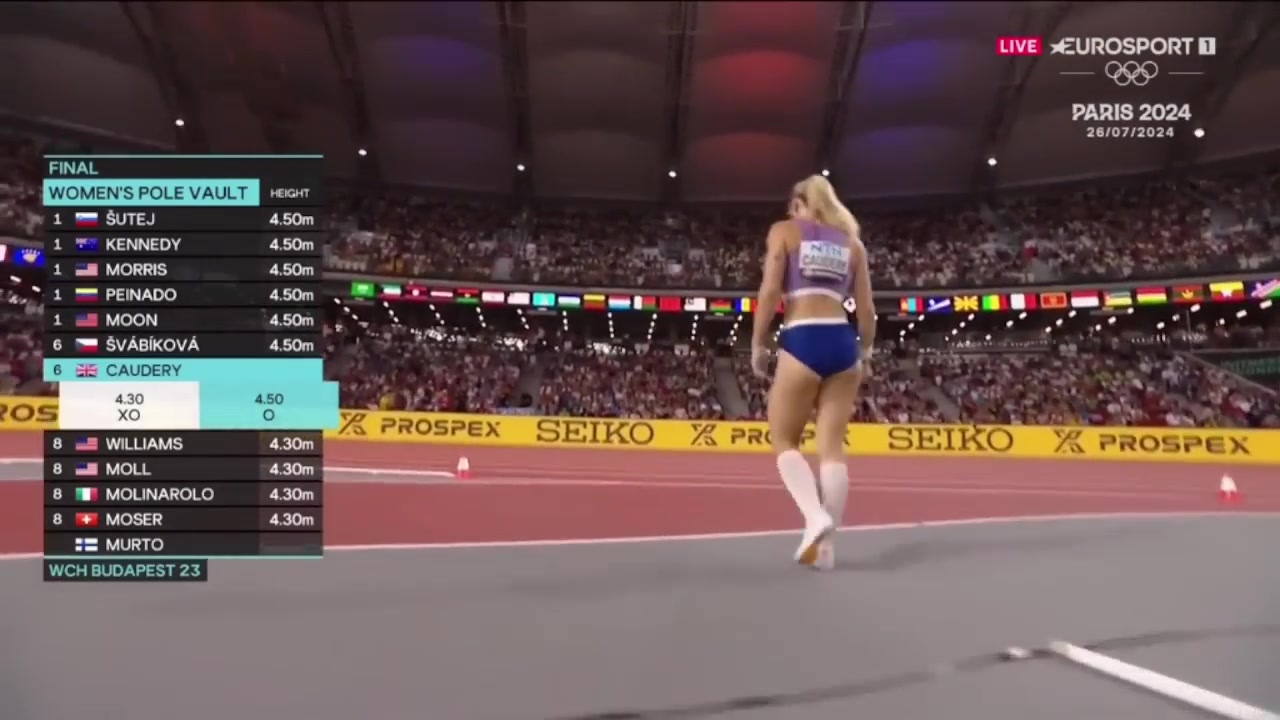 LIVE EUROSPORT 1
PARIS 2024
26/07/2024
FINAL
WOMEN'S POLE VAULT HEIGHT
1 ŠUTEJ 4.50m
1 KENNEDY 4.50m
1 MORRIS 4.50m
1 PEINADO 4.50m
1 MOON 4.50m
6 ŠVÁBÍKOVÁ 4.50m
6 CAUDERY
4.30 4.50
XO O
8 WILLIAMS 4.30m
8 MOLL 4.30m
8 MOLINAROLO 4.30m
8 MOSER 4.30m
MURTO
WCH BUDAPEST 23
CAUDERY
PROSPEX SEIKO PROSPEX SEIKO PROSPEX